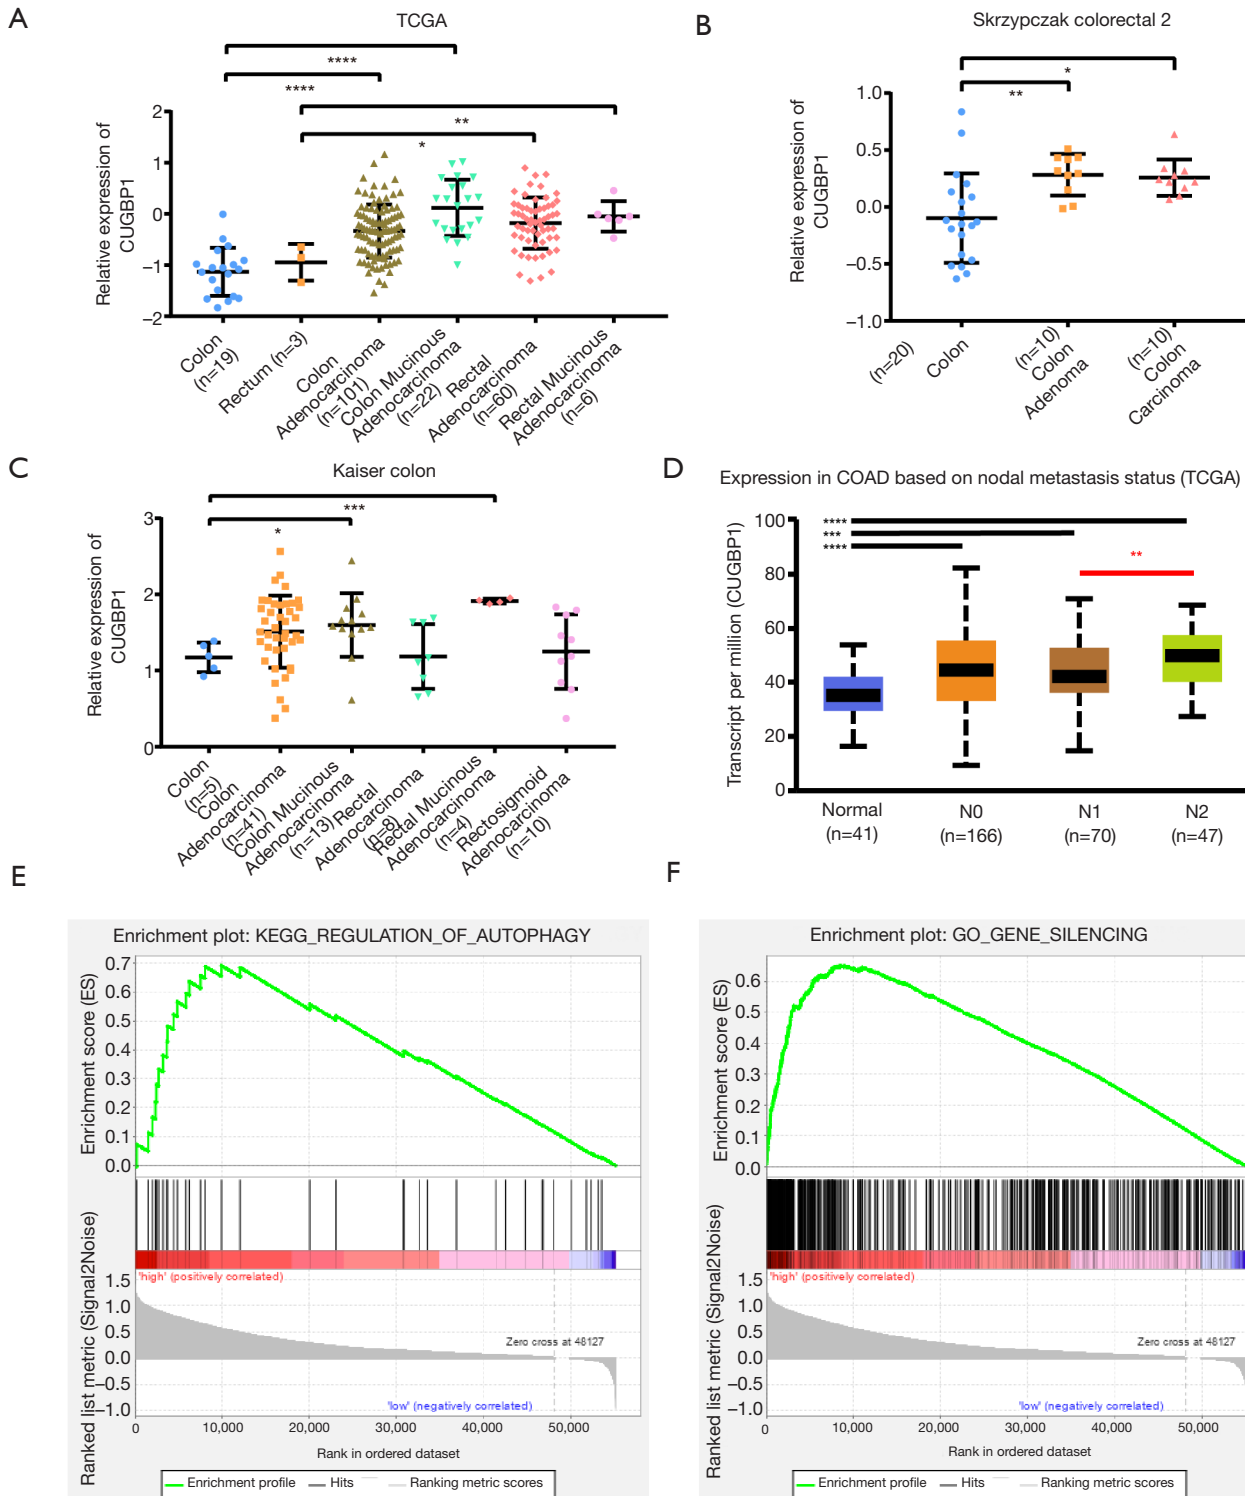 A
TCGA
****
****
**
*
Relative expression of
CUGBP1
2
1
0
–1
–2
Colon
(n=19)
Rectum (n=3)
Colon
Adenocarcinoma
(n=101)
Colon Mucinous
Adenocarcinoma
(n=22)
Rectal
Adenocarcinoma
(n=60)
Rectal Mucinous
Adenocarcinoma
(n=6)
B
Skrzypczak colorectal 2
*
**
Relative expression of
CUGBP1
1.0
0.5
0.0
–0.5
–1.0
(n=20)
Colon
(n=10)
Colon
Adenoma
(n=10)
Colon
Carcinoma
C
Kaiser colon
***
*
Relative expression of
CUGBP1
3
2
1
0
Colon
(n=5)
Colon
Adenocarcinoma
(n=41)
Colon Mucinous
Adenocarcinoma
(n=13)
Rectal
Adenocarcinoma
(n=8)
Rectal Mucinous
Adenocarcinoma
(n=4)
Rectosigmoid
Adenocarcinoma
(n=10)
D
Expression in COAD based on nodal metastasis status (TCGA)
Transcript per million (CUGBP1)
100
80
60
40
20
0
****
***
****
**
Normal
(n=41)
N0
(n=166)
N1
(n=70)
N2
(n=47)
E
Enrichment plot: KEGG_REGULATION_OF_AUTOPHAGY
Enrichment score (ES)
0.7
0.6
0.5
0.4
0.3
0.2
0.1
0.0
'high' (positively correlated)
Ranked list metric (Signal2Noise)
1.5
1.0
0.5
0.0
–0.5
–1.0
Zero cross at 48127
'low' (negatively correlated)
0 10,000 20,000 30,000 40,000 50,000
Rank in ordered dataset
Enrichment profile Hits Ranking metric scores
F
Enrichment plot: GO_GENE_SILENCING
Enrichment score (ES)
0.6
0.5
0.4
0.3
0.2
0.1
0.0
'high' (positively correlated)
Ranked list metric (Signal2Noise)
1.5
1.0
0.5
0.0
–0.5
–1.0
Zero cross at 48127
'low' (negatively correlated)
0 10,000 20,000 30,000 40,000 50,000
Rank in ordered dataset
Enrichment profile Hits Ranking metric scores